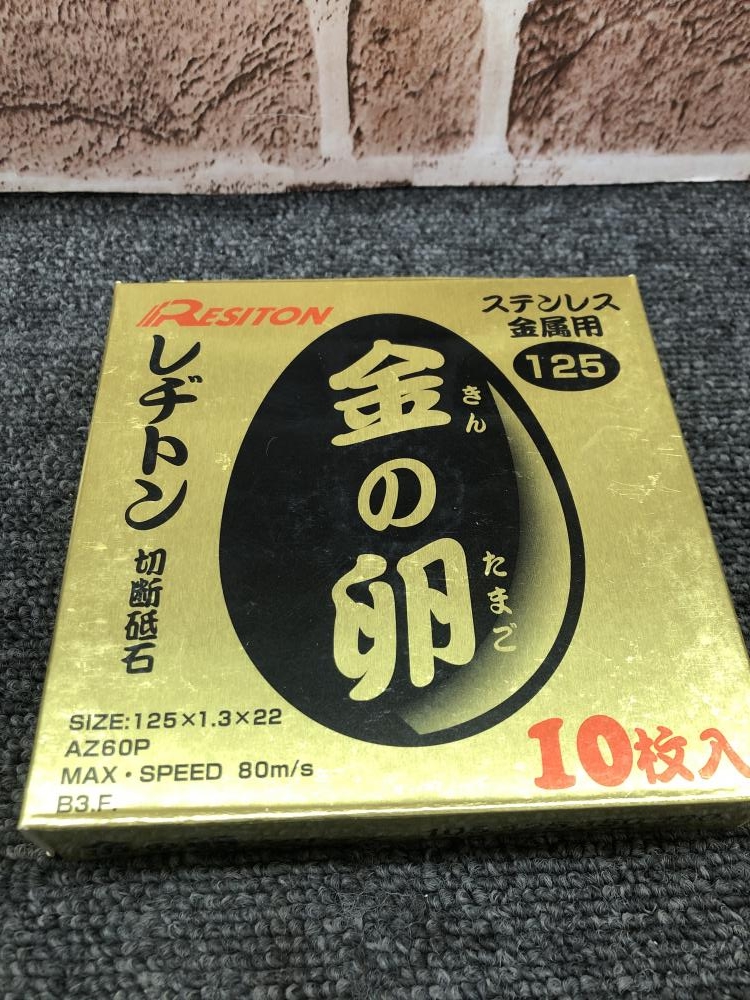 RESITON
レヂトン
切断砥石
ステンレス
金属用
125
金の卵
きん
たまご
SIZE:125×1.3×22
AZ60P
MAX・SPEED 80m/s
B3.F.
10枚入